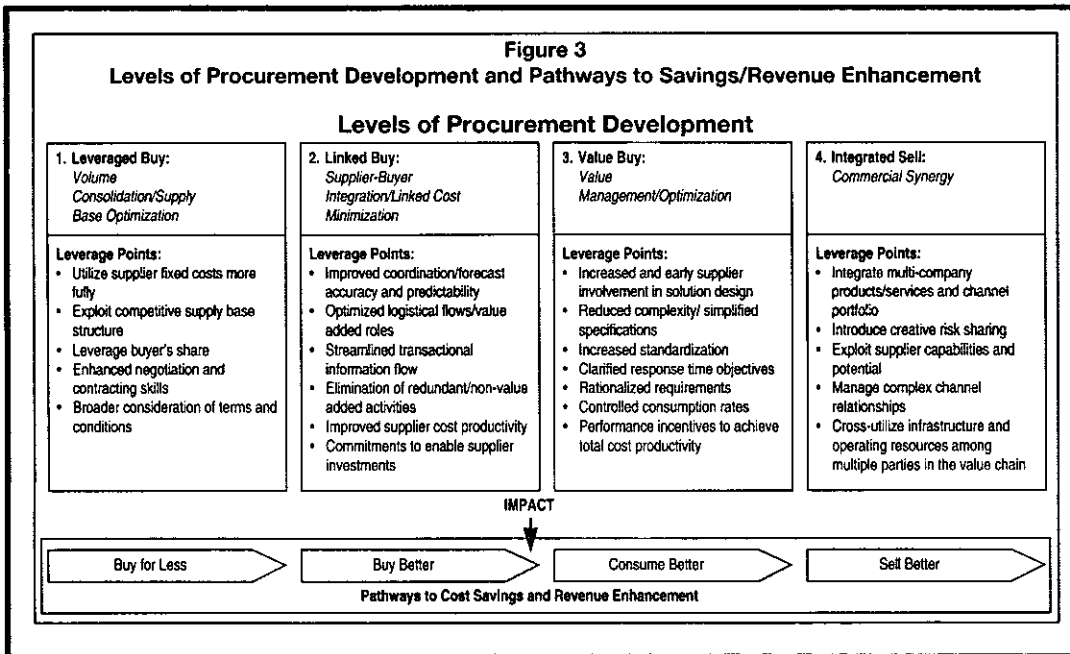 Figure 3
Levels of Procurement Development and Pathways to Savings/Revenue Enhancement
Levels of Procurement Development
1. Leveraged Buy:
Volume
Consolidation/Supply
Base Optimization
Leverage Points:
• Utilize supplier fixed costs more
fully
• Exploit competitive supply base
structure
• Leverage buyer's share
• Enhanced negotiation and
contracting skills
• Broader consideration of terms and
conditions
2. Linked Buy:
Supplier-Buyer
Integration/Linked Cost
Minimization
Leverage Points:
• Improved coordination/forecast
accuracy and predictability
• Optimized logistical flows/value
added roles
• Streamlined transactional
information flow
• Elimination of redundant/non-value
added activities
• Improved supplier cost productivity
• Commitments to enable supplier
investments
3. Value Buy:
Value
Management/Optimization
Leverage Points:
• Increased and early supplier
involvement in solution design
• Reduced complexity/ simplified
specifications
• Increased standardization
• Clarified response time objectives
• Rationalized requirements
• Controlled consumption rates
• Performance incentives to achieve
total cost productivity
4. Integrated Sell:
Commercial Synergy
Leverage Points:
• Integrate multi-company
products/services and channel
portfolio
• Introduce creative risk sharing
• Exploit supplier capabilities and
potential
• Manage complex channel
relationships
• Cross-utilize infrastructure and
operating resources among
multiple parties in the value chain
IMPACT
Buy for Less
Buy Better
Consume Better
Sell Better
Pathways to Cost Savings and Revenue Enhancement